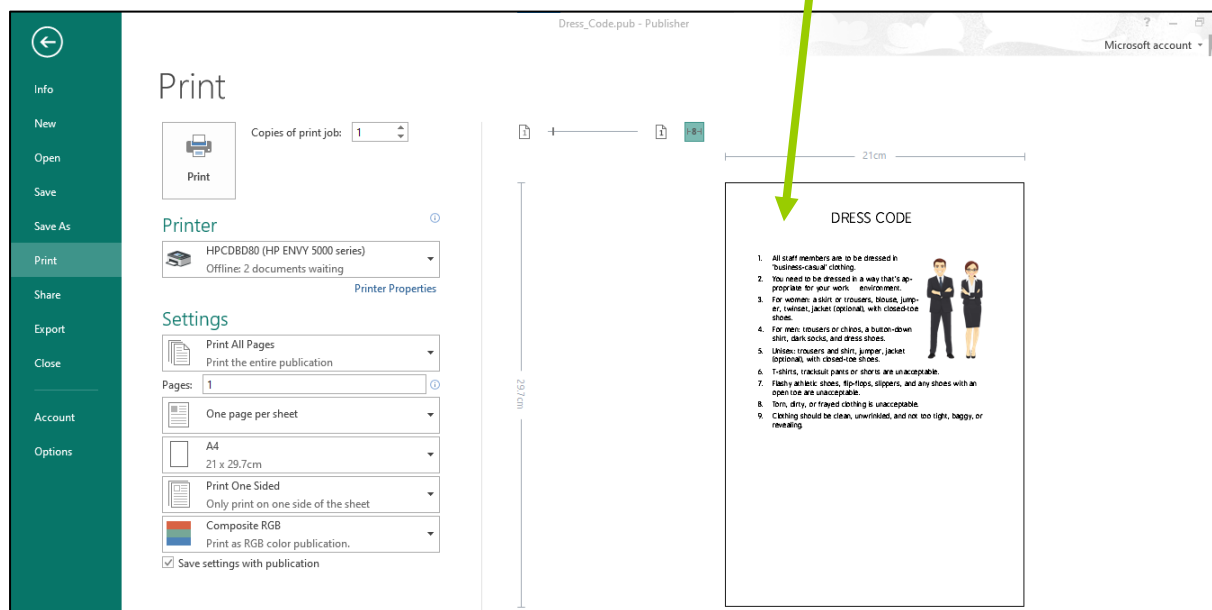 Dress_Code.pub - Publisher
?
Microsoft account
Info
New
Open
Save
Save As
Print
Share
Export
Close
Account
Options
Print
Print
Copies of print job: 1
Printer
HPCDBD80 (HP ENVY 5000 series)
Offline: 2 documents waiting
Printer Properties
Settings
Print All Pages
Print the entire publication
Pages: 1
One page per sheet
A4
21 x 29.7cm
Print One Sided
Only print on one side of the sheet
Composite RGB
Print as RGB color publication.
Save settings with publication
1
1
8
21cm
29.7cm
DRESS CODE
1. All staff members are to be dressed in
'business-casual' clothing.
2. You need to be dressed in a way that's ap-
propriate for your work environment.
3. For women: a skirt or trousers, blouse, jump-
er, twinset, jacket (optional), with closed-toe
shoes.
4. For men: trousers or chinos, a buton-down
shirt, dark socks, and dress shoes.
5. Unisex: trousers and shirt, jumper, jacket
(optional), with closed-toe shoes.
6. T-shirts, tracksuit pants or shorts are unacceptable.
7. Flashy athletic shoes, flip-flops, slippers, and any shoes with an
open toe are unacceptable.
8. Torn, dirty, or frayed clothing is unacceptable.
9. Clothing should be clean, unwrinkled, and not too tight, baggy, or
revealing.